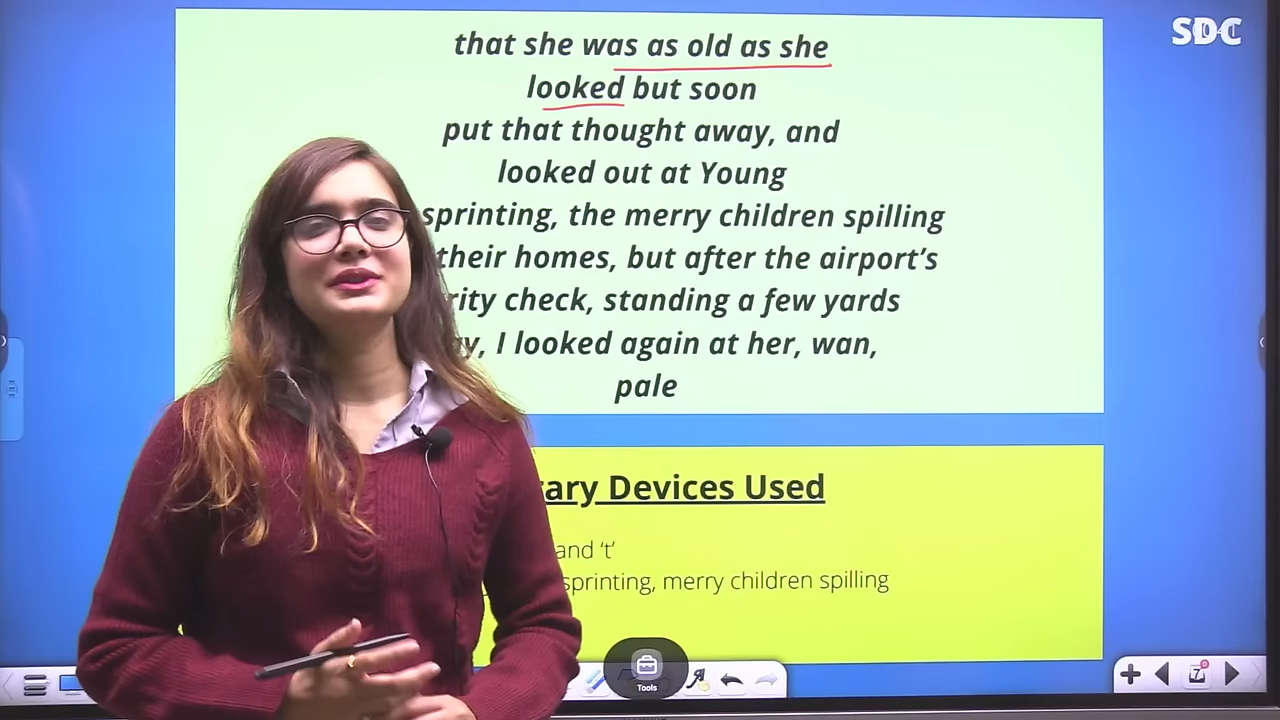 SDC
that she was as old as she
looked but soon
put that thought away, and
looked out at Young
sprinting, the merry children spilling
their homes, but after the airport's
check, standing a few yards
I looked again at her, wan,
pale
Devices Used
and ‘t’
sprinting, merry children spilling
Tools